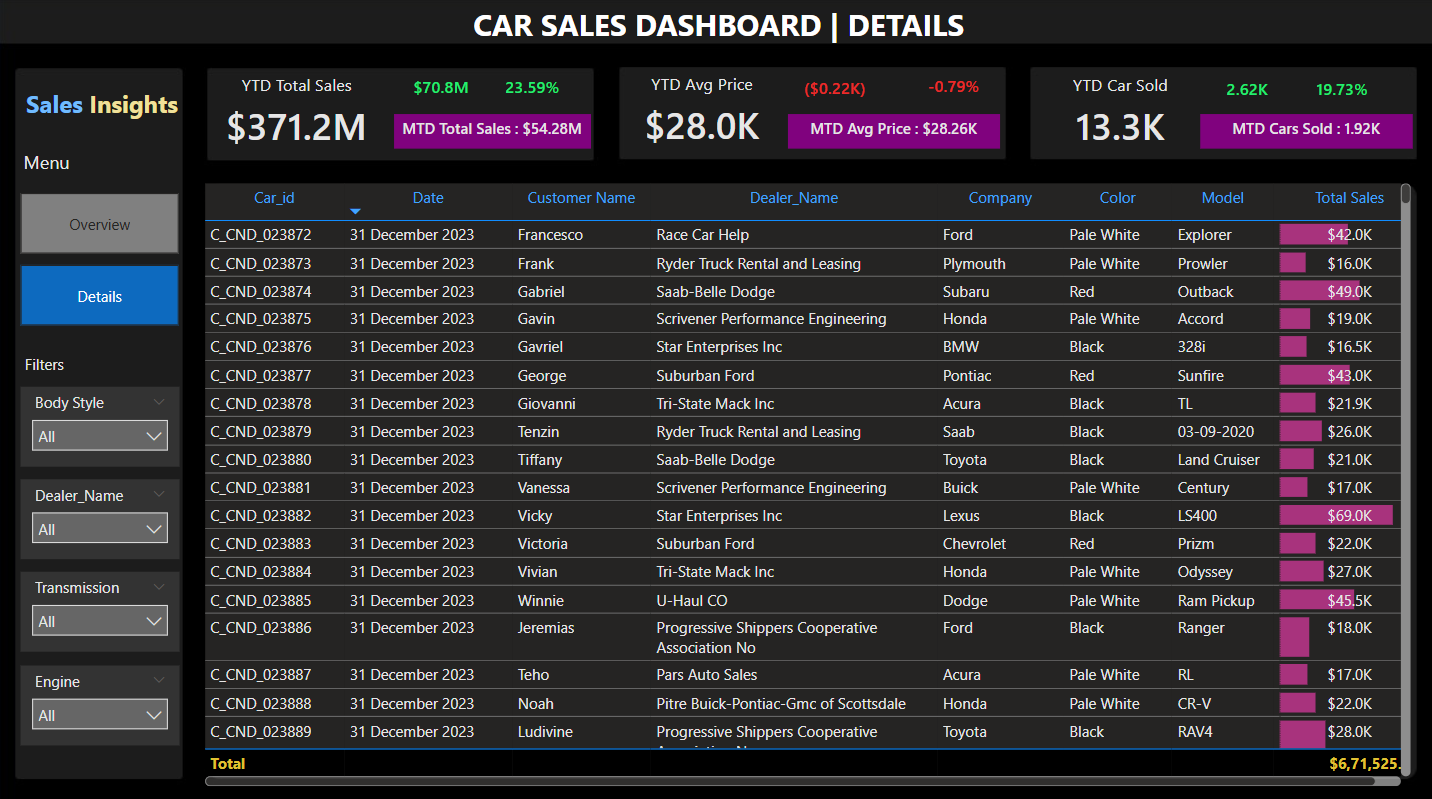 CAR SALES DASHBOARD | DETAILS
Sales Insights
Menu
Overview
Details
Filters
Body Style
All
Dealer_Name
All
Transmission
All
Engine
All
YTD Total Sales $70.8M 23.59%
$371.2M MTD Total Sales : $54.28M
YTD Avg Price ($0.22K) -0.79%
$28.0K MTD Avg Price : $28.26K
YTD Car Sold 2.62K 19.73%
13.3K MTD Cars Sold : 1.92K
Car_id Date Customer Name Dealer_Name Company Color Model Total Sales
C_CND_023872 31 December 2023 Francesco Race Car Help Ford Pale White Explorer $42.0K
C_CND_023873 31 December 2023 Frank Ryder Truck Rental and Leasing Plymouth Pale White Prowler $16.0K
C_CND_023874 31 December 2023 Gabriel Saab-Belle Dodge Subaru Red Outback $49.0K
C_CND_023875 31 December 2023 Gavin Scrivener Performance Engineering Honda Pale White Accord $19.0K
C_CND_023876 31 December 2023 Gavriel Star Enterprises Inc BMW Black 328i $16.5K
C_CND_023877 31 December 2023 George Suburban Ford Pontiac Red Sunfire $43.0K
C_CND_023878 31 December 2023 Giovanni Tri-State Mack Inc Acura Black TL $21.9K
C_CND_023879 31 December 2023 Tenzin Ryder Truck Rental and Leasing Saab Black 03-09-2020 $26.0K
C_CND_023880 31 December 2023 Tiffany Saab-Belle Dodge Toyota Black Land Cruiser $21.0K
C_CND_023881 31 December 2023 Vanessa Scrivener Performance Engineering Buick Pale White Century $17.0K
C_CND_023882 31 December 2023 Vicky Star Enterprises Inc Lexus Black LS400 $69.0K
C_CND_023883 31 December 2023 Victoria Suburban Ford Chevrolet Red Prizm $22.0K
C_CND_023884 31 December 2023 Vivian Tri-State Mack Inc Honda Pale White Odyssey $27.0K
C_CND_023885 31 December 2023 Winnie U-Haul CO Dodge Pale White Ram Pickup $45.5K
C_CND_023886 31 December 2023 Jeremias Progressive Shippers Cooperative Ford Black Ranger $18.0K
Association No
C_CND_023887 31 December 2023 Teho Pars Auto Sales Acura Pale White RL $17.0K
C_CND_023888 31 December 2023 Noah Pitre Buick-Pontiac-Gmc of Scottsdale Honda Pale White CR-V $22.0K
C_CND_023889 31 December 2023 Ludivine Progressive Shippers Cooperative Toyota Black RAV4 $28.0K
Total $6,71,525.